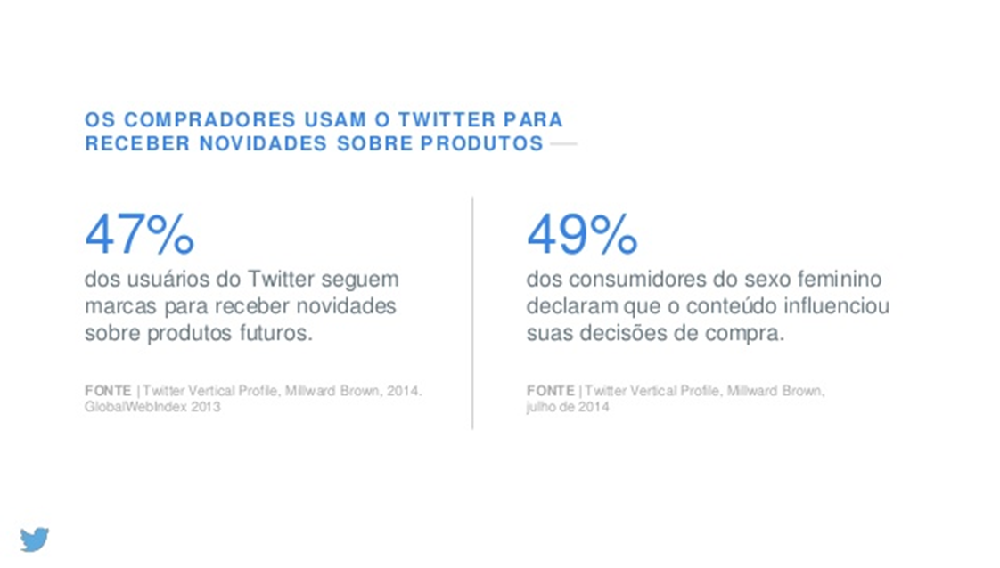 OS COMPRADORES USAM O TWITTER PARA
RECEBER NOVIDADES SOBRE PRODUTOS
47%
dos usuários do Twitter seguem
marcas para receber novidades
sobre produtos futuros.
FONTE | Twitter Vertical Profile, Millward Brown, 2014.
GlobalWebIndex 2013
49%
dos consumidores do sexo feminino
declaram que o conteúdo influenciou
suas decisões de compra.
FONTE | Twitter Vertical Profile, Millward Brown,
julho de 2014